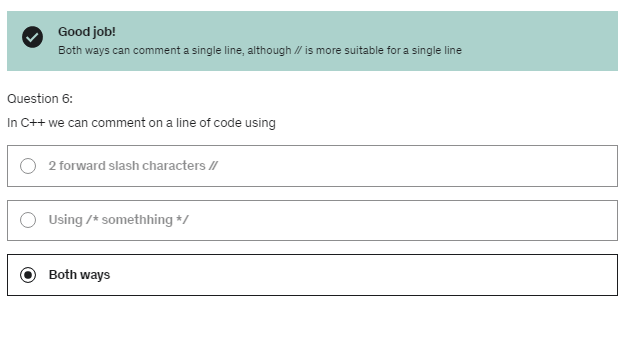 Good job!
Both ways can comment a single line, although // is more suitable for a single line
Question 6:
In C++ we can comment on a line of code using
2 forward slash characters //
Using /* somethhing */
Both ways